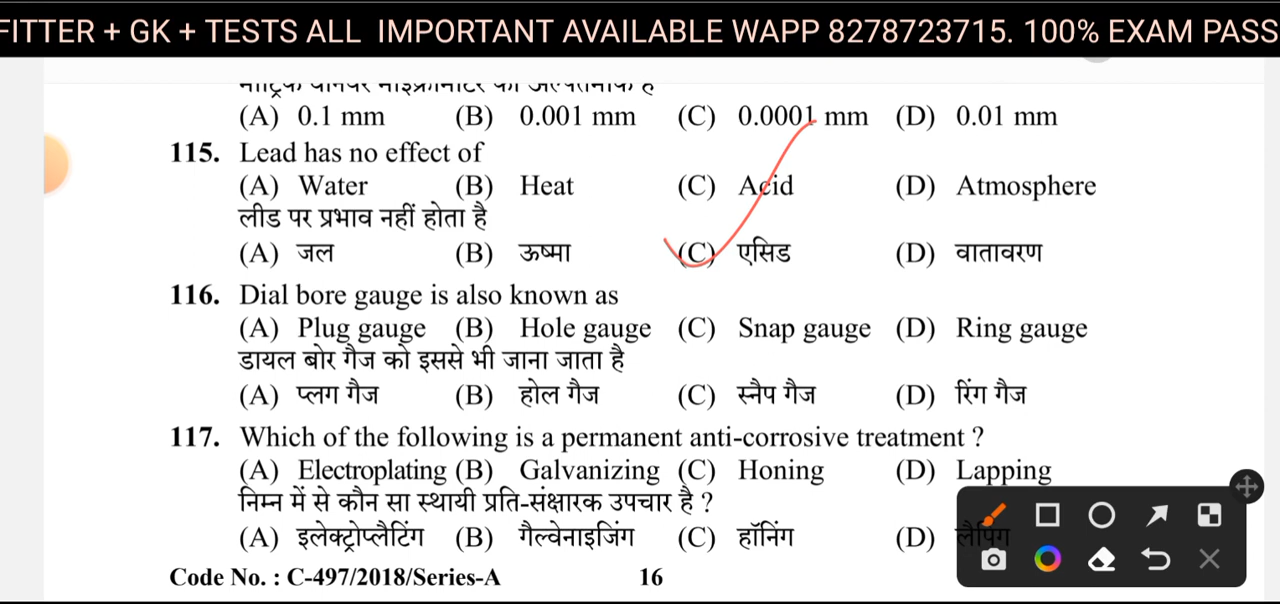 FITTER + GK + TESTS ALL IMPORTANT AVAILABLE WAPP 8278723715. 100% EXAM PASS
(A) 0.1 mm (B) 0.001 mm (C) 0.0001 mm (D) 0.01 mm
115. Lead has no effect of
(A) Water (B) Heat (C) Acid (D) Atmosphere
लीड पर प्रभाव नहीं होता है
(A) जल (B) ऊष्मा (C) एसिड (D) वातावरण
116. Dial bore gauge is also known as
(A) Plug gauge (B) Hole gauge (C) Snap gauge (D) Ring gauge
डायल बोर गैज को इससे भी जाना जाता है
(A) प्लग गैज (B) होल गैज (C) स्नैप गैज (D) रिंग गैज
117. Which of the following is a permanent anti-corrosive treatment ?
(A) Electroplating (B) Galvanizing (C) Honing (D) Lapping
निम्न में से कौन सा स्थायी प्रति-संक्षारक उपचार है ?
(A) इलेक्ट्रोप्लैटिंग (B) गैल्वेनाइजिंग (C) हॉनिंग (D) लैपिंग
Code No. : C-497/2018/Series-A 16